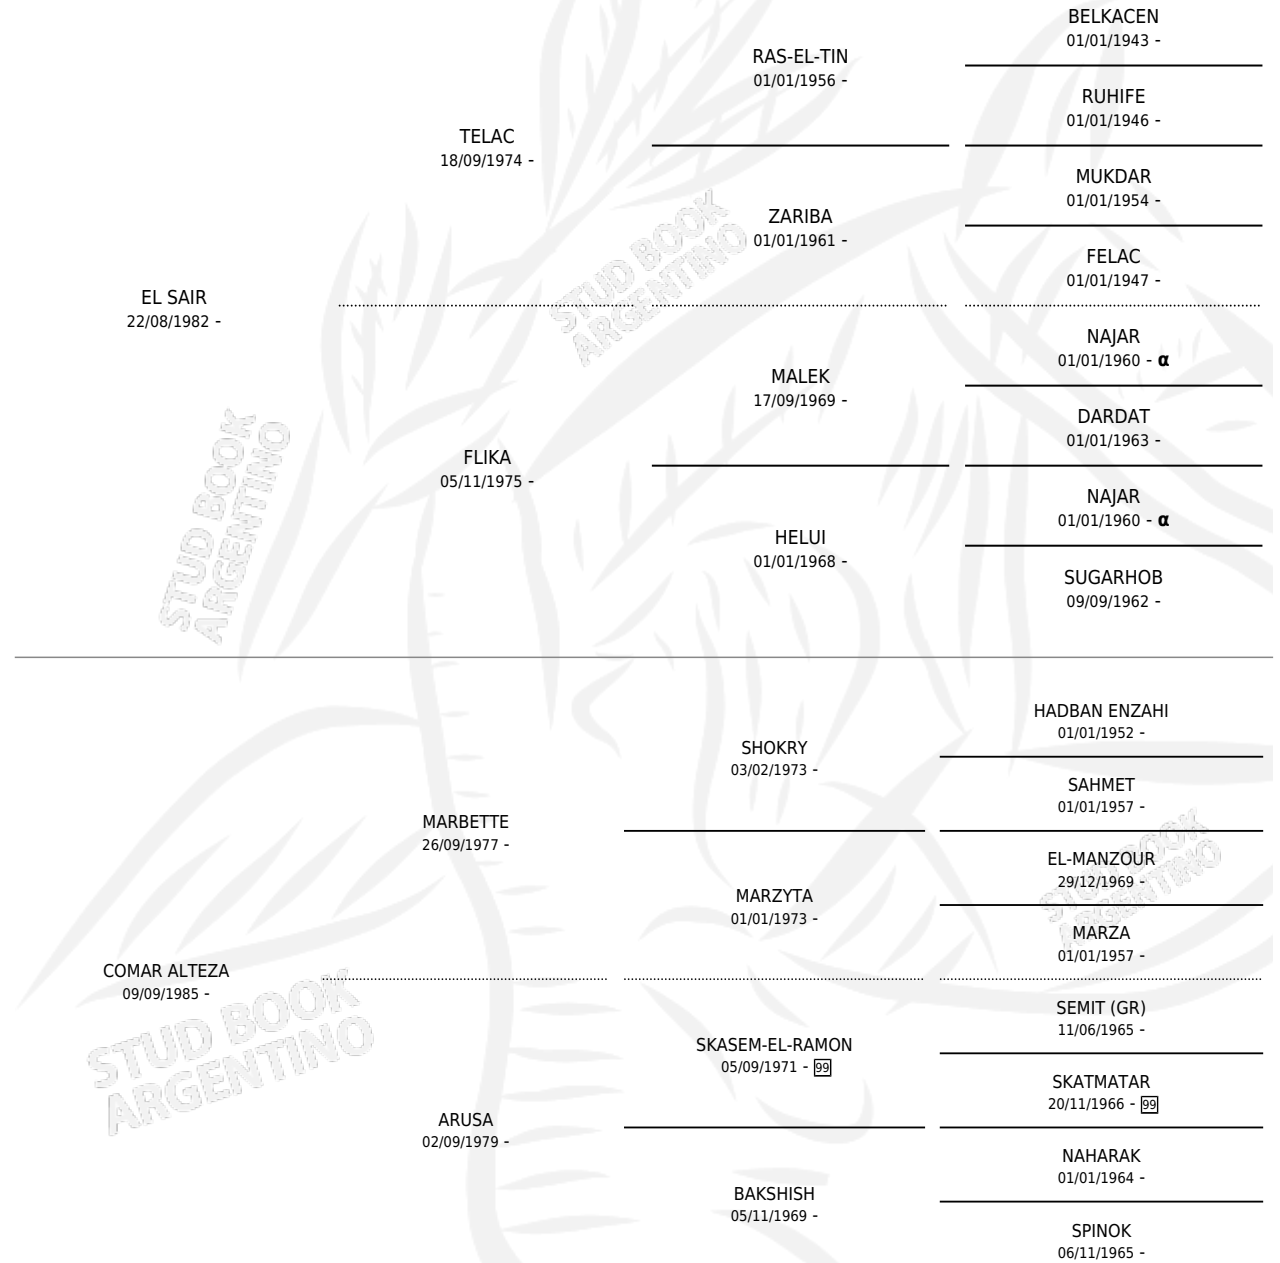 BELKACEN
01/01/1943 -
RAS-EL-TIN
01/01/1956 -
RUHIFE
01/01/1946 -
TELAC
18/09/1974 -
MUKDAR
01/01/1954 -
ZARIBA
01/01/1961 -
FELAC
01/01/1947 -
EL SAIR
22/08/1982 -
NAJAR
01/01/1960 - α
MALEK
17/09/1969 -
DARDAT
01/01/1963 -
FLIKA
05/11/1975 -
NAJAR
01/01/1960 - α
HELUI
01/01/1968 -
SUGARHOB
09/09/1962 -
HADBAN ENZAHI
01/01/1952 -
SHOKRY
03/02/1973 -
SAHMET
01/01/1957 -
MARBETTE
26/09/1977 -
EL-MANZOUR
29/12/1969 -
MARZYTA
01/01/1973 -
MARZA
01/01/1957 -
COMAR ALTEZA
09/09/1985 -
SEMIT (GR)
11/06/1965 -
SKASEM-EL-RAMON
05/09/1971 - 99
SKATMATAR
20/11/1966 - 99
ARUSA
02/09/1979 -
NAHARAK
01/01/1964 -
BAKSHISH
05/11/1969 -
SPINOK
06/11/1965 -
STUD BOOK
ARGENTINO
STUD BOOK
ARGENTINO
STUD BOOK
ARGENTINO
STUD BOOK
ARGENTINO